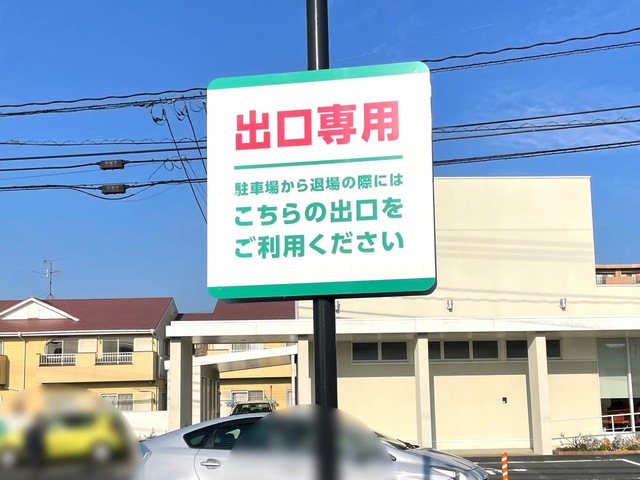 出口専用
駐車場から退場の際には
こちらの出口を
ご利用ください